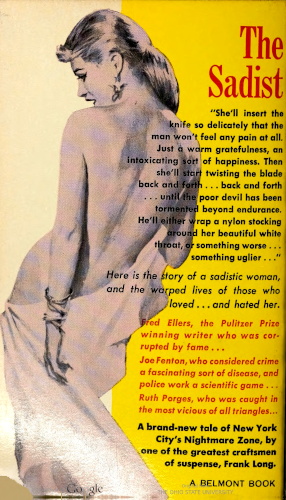 The
Sadist
"She'll insert the
knife so delicately that the
man won't feel any pain at all.
Just a warm gratefulness, an
intoxicating sort of happiness. Then
she'll start twisting the blade
back and forth . . . back and forth
. . . until the poor devil has been
tormented beyond endurance.
He'll either wrap a nylon stocking
around her beautiful white
throat, or something worse . . .
something uglier . . ."
Here is the story of a sadistic woman,
and the warped lives of those who
loved . . . and hated her.
Fred Ellers, the Pulitzer Prize
winning writer who was cor-
rupted by fame . . .
Joe Fenton, who considered crime
a fascinating sort of disease, and
police work a scientific game . . .
Ruth Porges, who was caught in
the most vicious of all triangles...
A brand-new tale of New York
City's Nightmare Zone, by
one of the greatest craftsmen
of suspense, Frank Long.
A BELMONT BOOK
Google
THE OHIO STATE UNIVERSITY